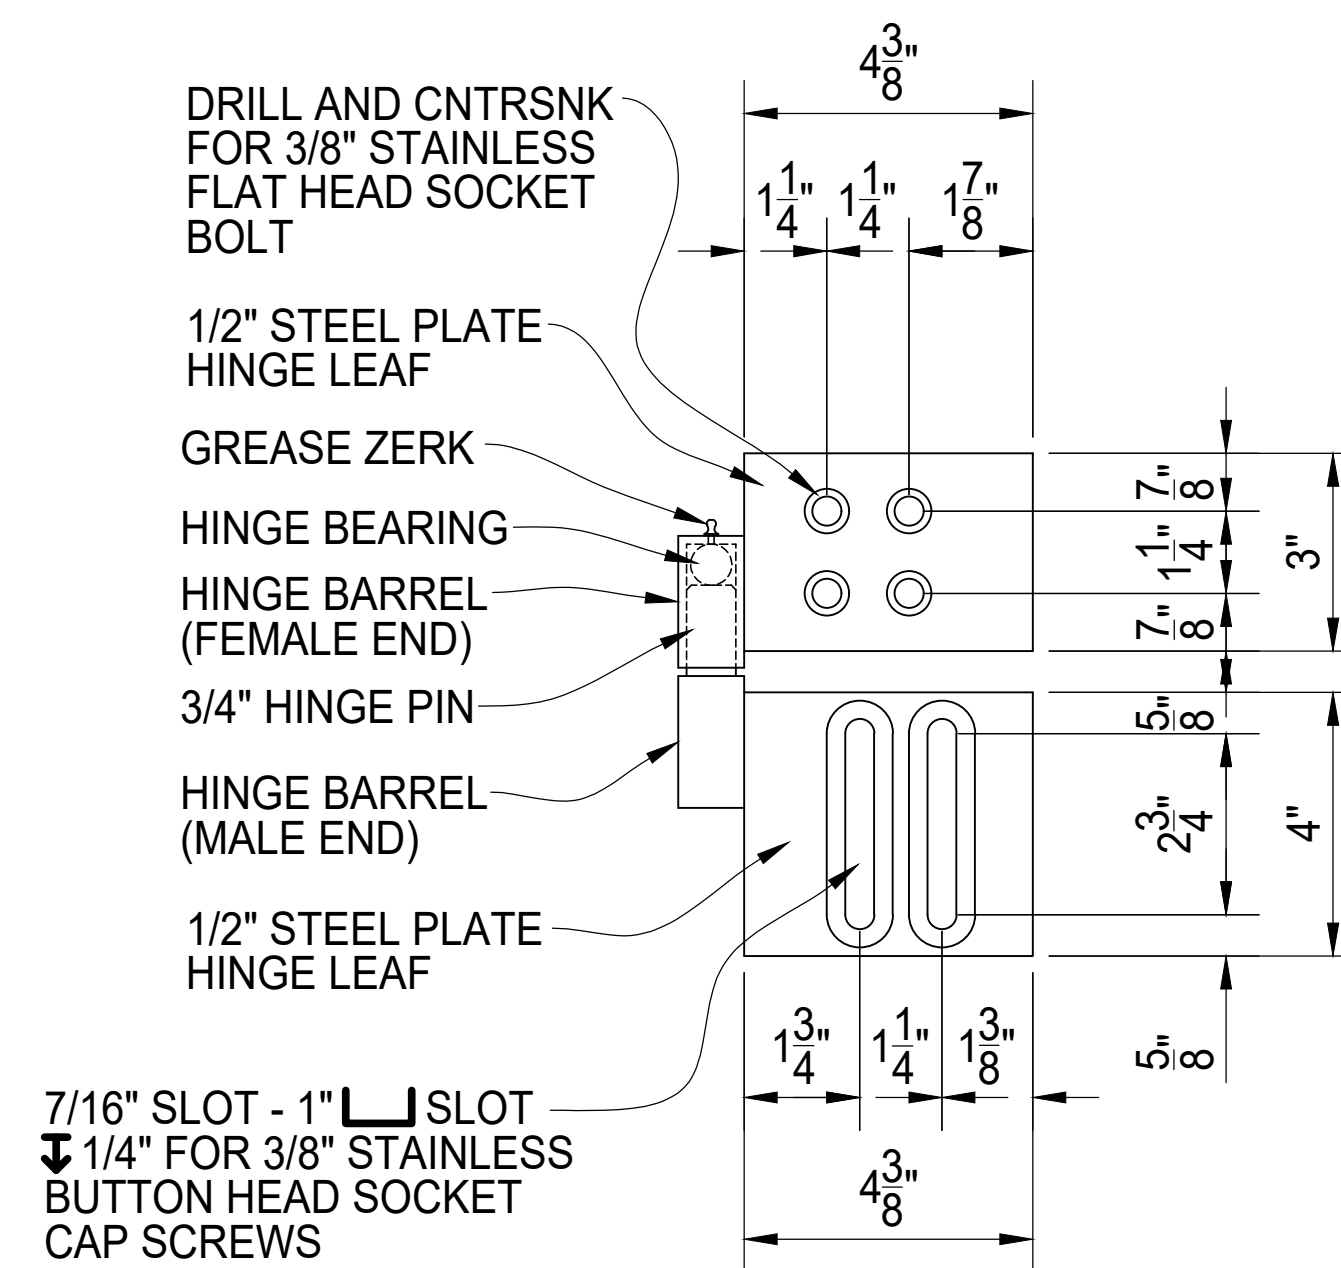 4 3/8"
1 1/4" 1 1/4" 1 7/8"
DRILL AND CNTRSNK
FOR 3/8" STAINLESS
FLAT HEAD SOCKET
BOLT
1/2" STEEL PLATE
HINGE LEAF
GREASE ZERK
HINGE BEARING
HINGE BARREL
(FEMALE END)
3/4" HINGE PIN
HINGE BARREL
(MALE END)
1/2" STEEL PLATE
HINGE LEAF
7/16" SLOT - 1" ⌴ SLOT
↧ 1/4" FOR 3/8" STAINLESS
BUTTON HEAD SOCKET
CAP SCREWS
7/8"
1 1/4"
7/8"
3"
5/8"
2 3/4"
5/8"
4"
1 3/4" 1 1/4" 1 3/8"
4 3/8"